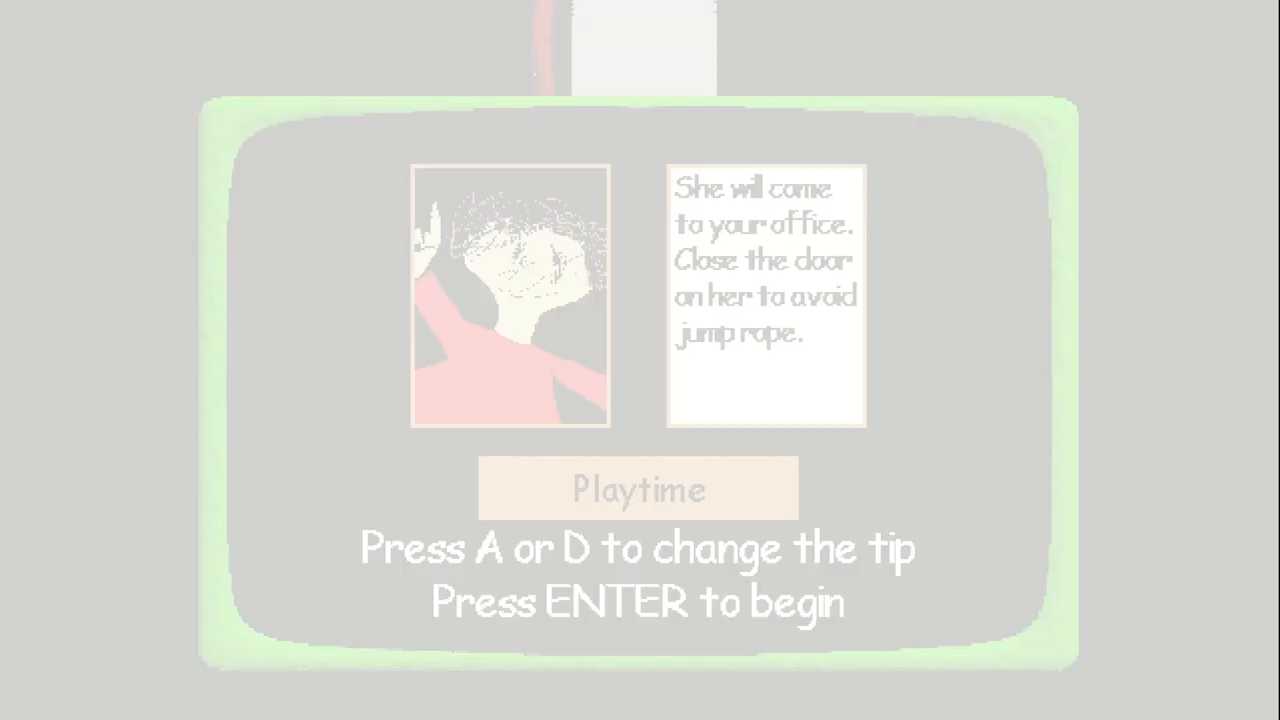 She will come
to your office.
Close the door
on her to avoid
jump rope.
Playtime
Press A or D to change the tip
Press ENTER to begin